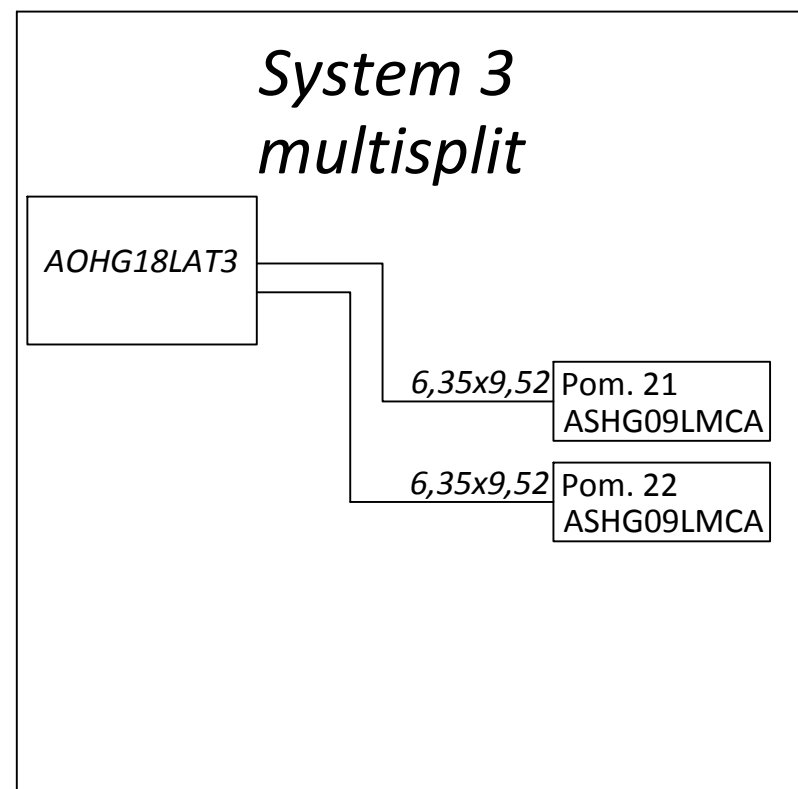 System 3
multisplit
AOHG18LAT3
6,35x9,52
Pom. 21
ASHG09LMCA
6,35x9,52
Pom. 22
ASHG09LMCA